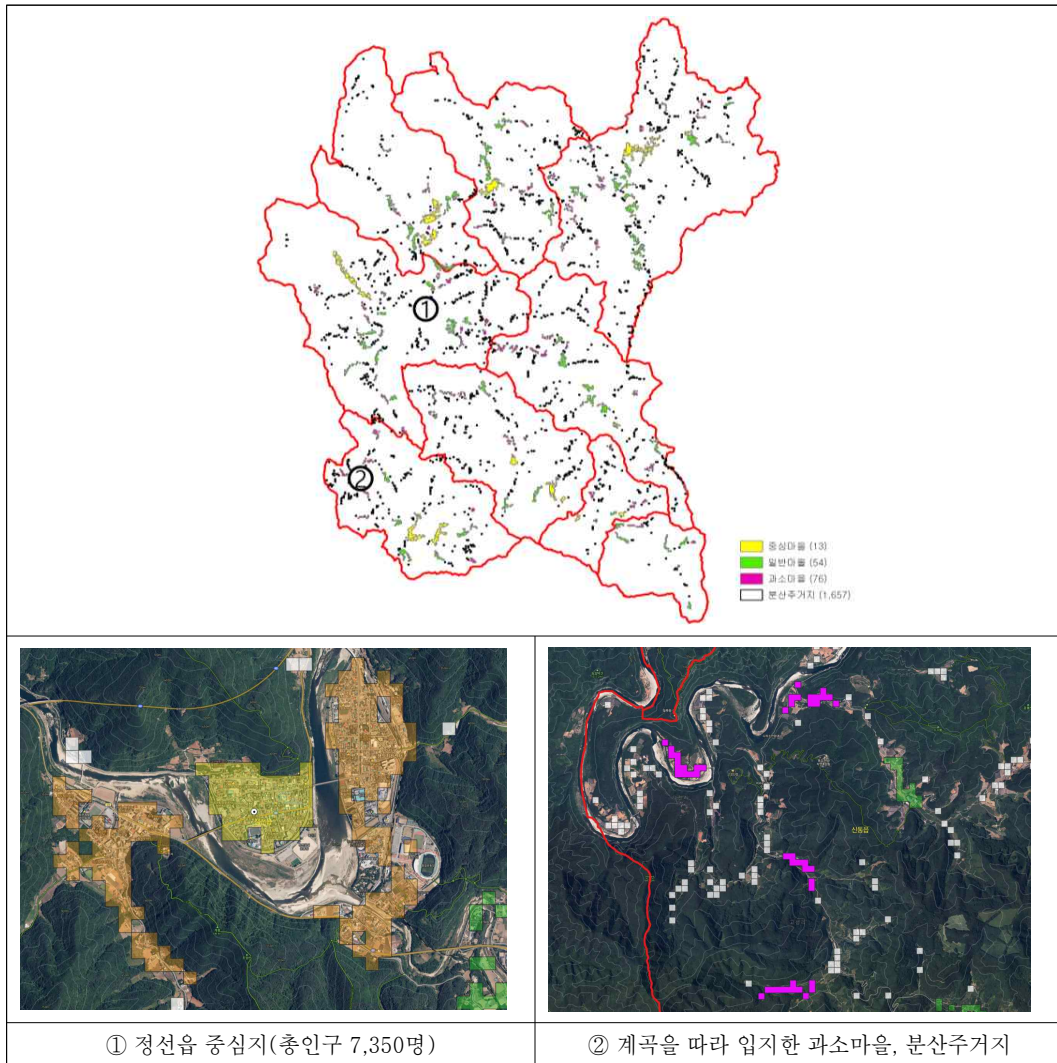 ①
②
중심마을 (13)
일반마을 (54)
과소마을 (76)
분산주거지 (1,657)
신동읍
① 정선읍 중심지(총인구 7,350명)
② 계곡을 따라 입지한 과소마을, 분산주거지